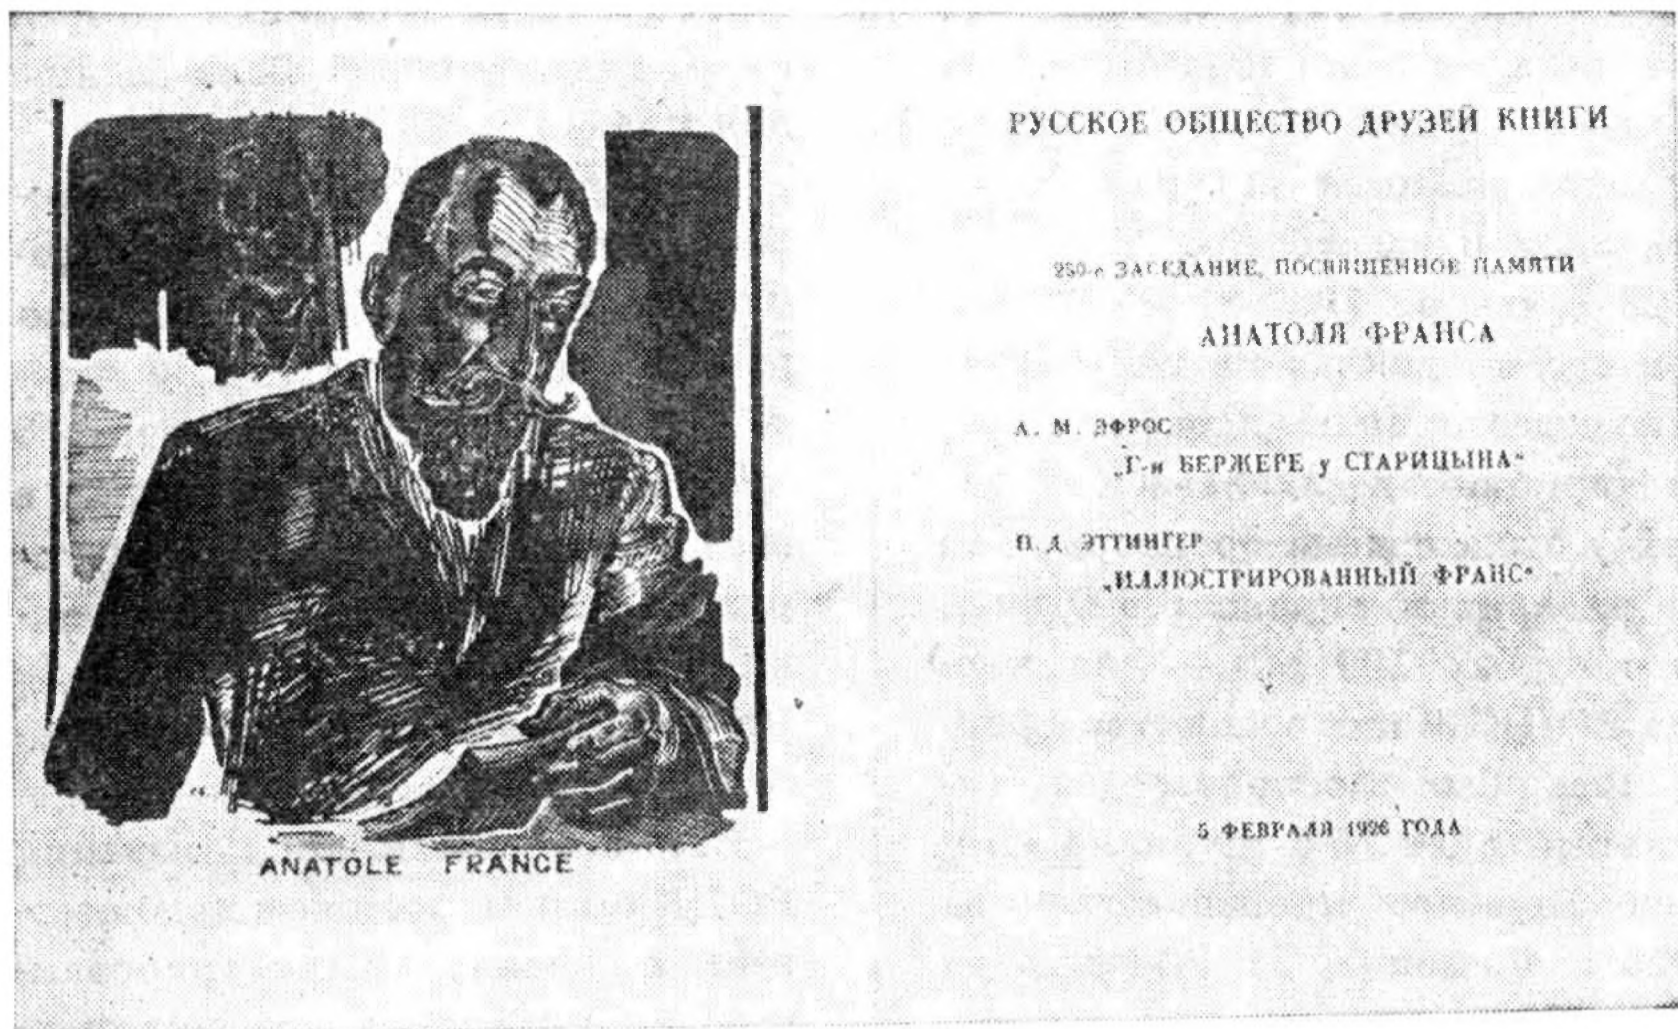 ANATOLE FRANCE
РУССКОЕ ОБЩЕСТВО ДРУЗЕЙ КНИГИ
250-е ЗАСЕДАНИЕ, ПОСВЯЩЕННОЕ ПАМЯТИ
АНАТОЛЯ ФРАНСА
А. М. ЭФРОС
„Г-н БЕРЖЕРЕ у СТАРИЦЫНА“
П. Д. ЭТТИНГЕР
„ИЛЛЮСТРИРОВАННЫЙ ФРАНС“
5 ФЕВРАЛЯ 1926 ГОДА